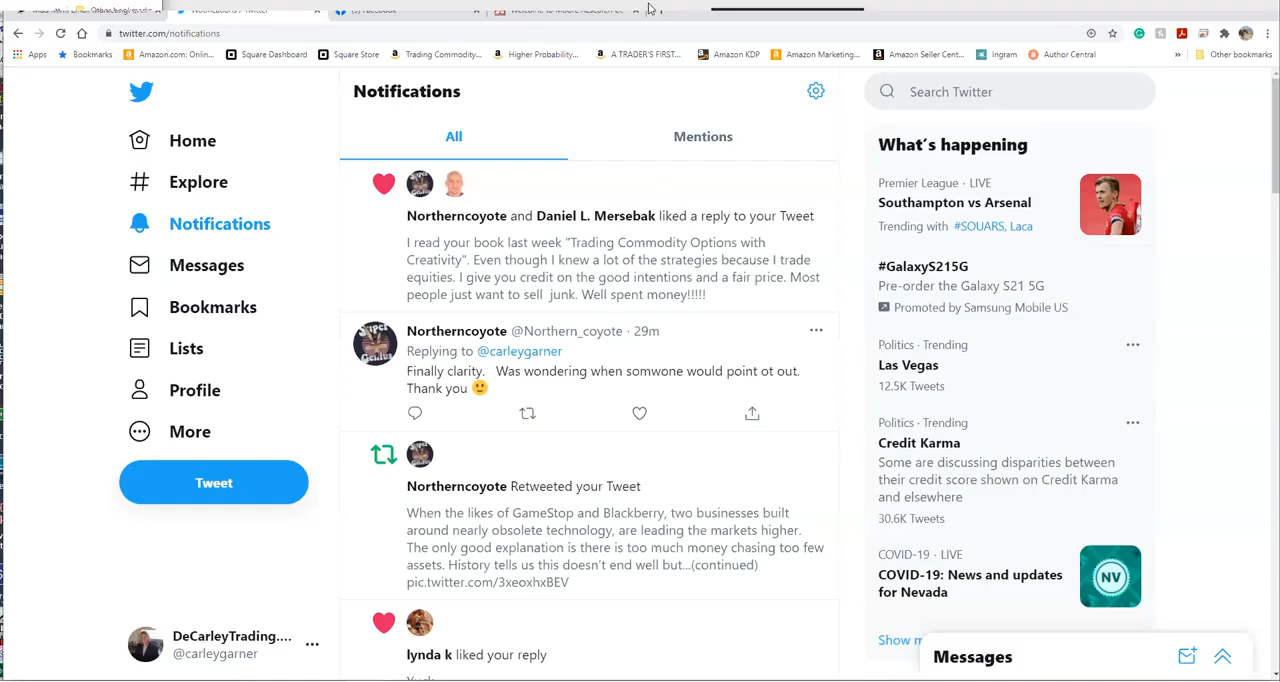 Other bookmarks
Notifications / Twitter
Facebook
Welcome to Moore Research C
twitter.com/notifications
Apps
Bookmarks
Amazon.com: Onlin...
Square Dashboard
Square Store
Trading Commodity...
Higher Probability...
A TRADER'S FIRST...
Amazon KDP
Amazon Marketing...
Amazon Seller Cent...
Ingram
Author Central
»
Other bookmarks
Home
Explore
Notifications
Messages
Bookmarks
Lists
Profile
More
Tweet
DeCarleyTrading....
@carleygarner
Notifications
All
Mentions
Northerncoyote and Daniel L. Mersebak liked a reply to your Tweet
I read your book last week "Trading Commodity Options with
Creativity". Even though I knew a lot of the strategies because I trade
equities. I give you credit on the good intentions and a fair price. Most
people just want to sell junk. Well spent money!!!!!
Northerncoyote @Northern_coyote · 29m
Replying to @carleygarner
Finally clarity. Was wondering when somwone would point ot out.
Thank you 🙂
Northerncoyote Retweeted your Tweet
When the likes of GameStop and Blackberry, two businesses built
around nearly obsolete technology, are leading the markets higher.
The only good explanation is there is too much money chasing too few
assets. History tells us this doesn't end well but...(continued)
pic.twitter.com/3xeoxhxBEV
lynda k liked your reply
Search Twitter
What's happening
Premier League · LIVE
Southampton vs Arsenal
Trending with #SOUARS, Laca
#GalaxyS215G
Pre-order the Galaxy S21 5G
Promoted by Samsung Mobile US
Politics · Trending
Las Vegas
12.5K Tweets
Politics · Trending
Credit Karma
Some are discussing disparities between
their credit score shown on Credit Karma
and elsewhere
30.6K Tweets
COVID-19 · LIVE
COVID-19: News and updates
for Nevada
NV
Show m
Messages